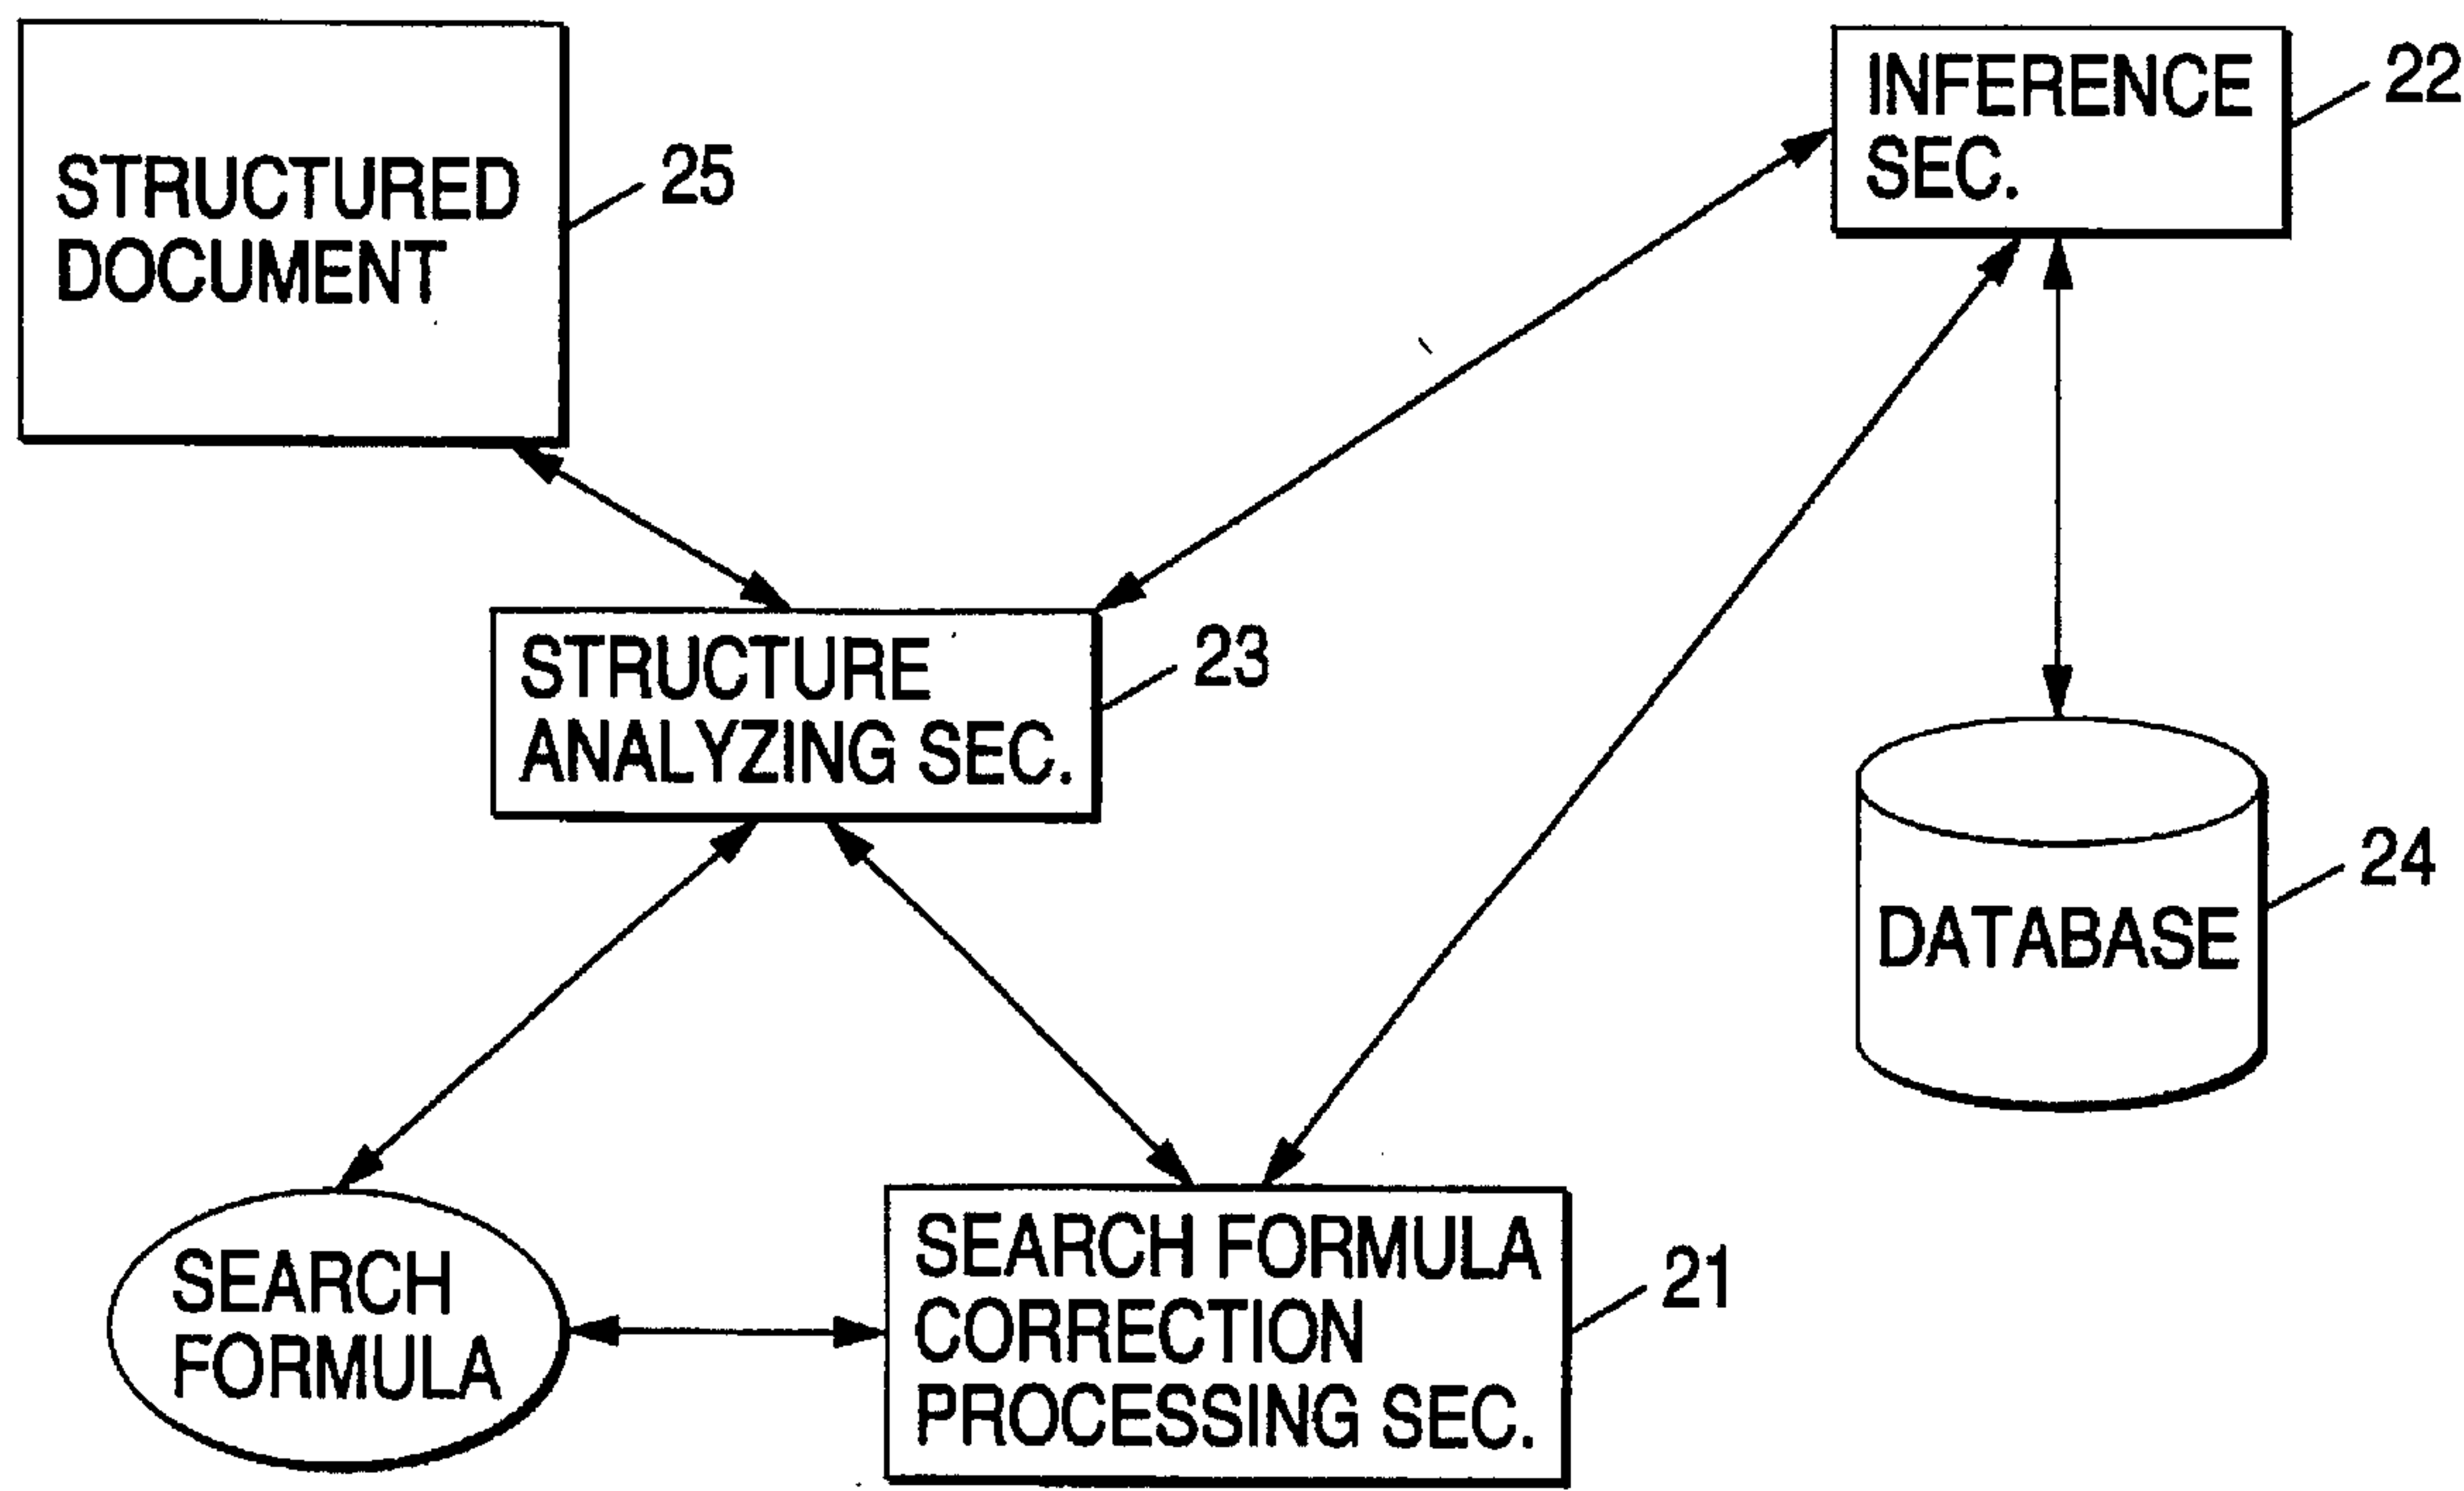 STRUCTURED
DOCUMENT
25
INFERENCE
SEC.
22
STRUCTURE
ANALYZING SEC.
23
DATABASE
24
SEARCH
FORMULA
SEARCH FORMULA
CORRECTION
PROCESSING SEC.
21